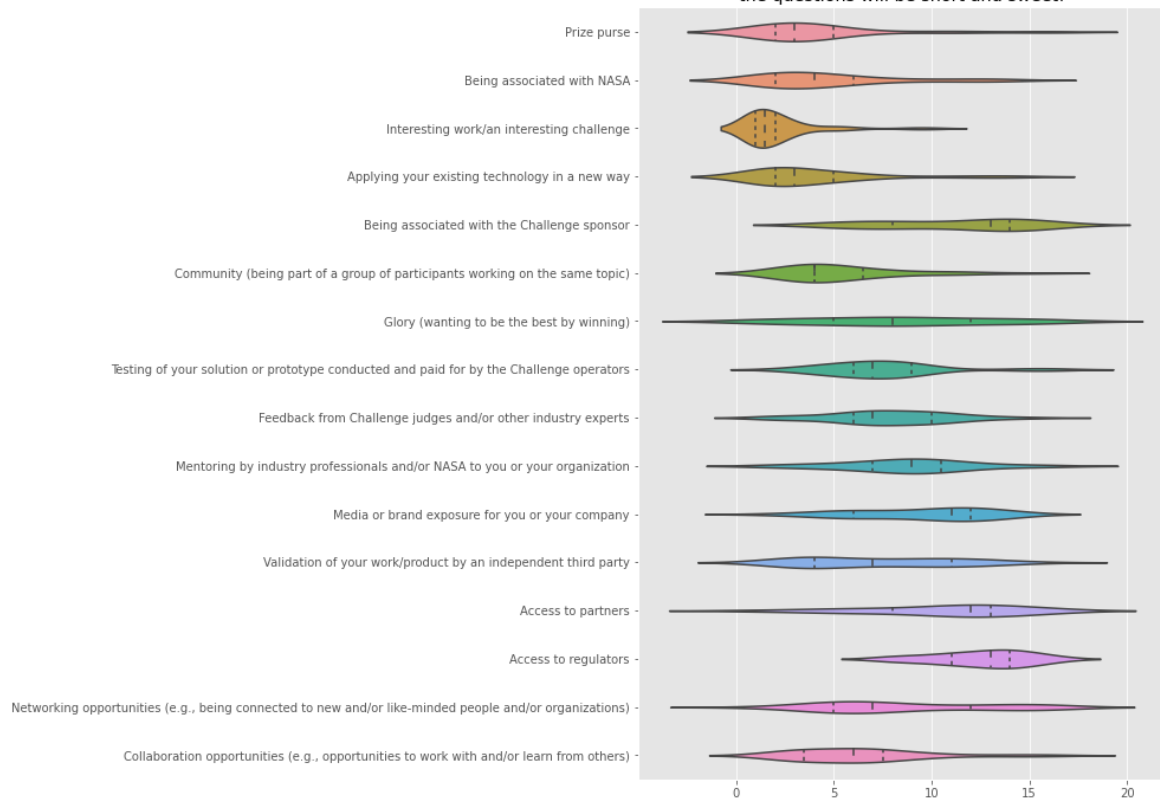 the questions will be short and sweet!
Prize purse
Being associated with NASA
Interesting work/an interesting challenge
Applying your existing technology in a new way
Being associated with the Challenge sponsor
Community (being part of a group of participants working on the same topic)
Glory (wanting to be the best by winning)
Testing of your solution or prototype conducted and paid for by the Challenge operators
Feedback from Challenge judges and/or other industry experts
Mentoring by industry professionals and/or NASA to you or your organization
Media or brand exposure for you or your company
Validation of your work/product by an independent third party
Access to partners
Access to regulators
Networking opportunities (e.g., being connected to new and/or like-minded people and/or organizations)
Collaboration opportunities (e.g., opportunities to work with and/or learn from others)
0 5 10 15 20